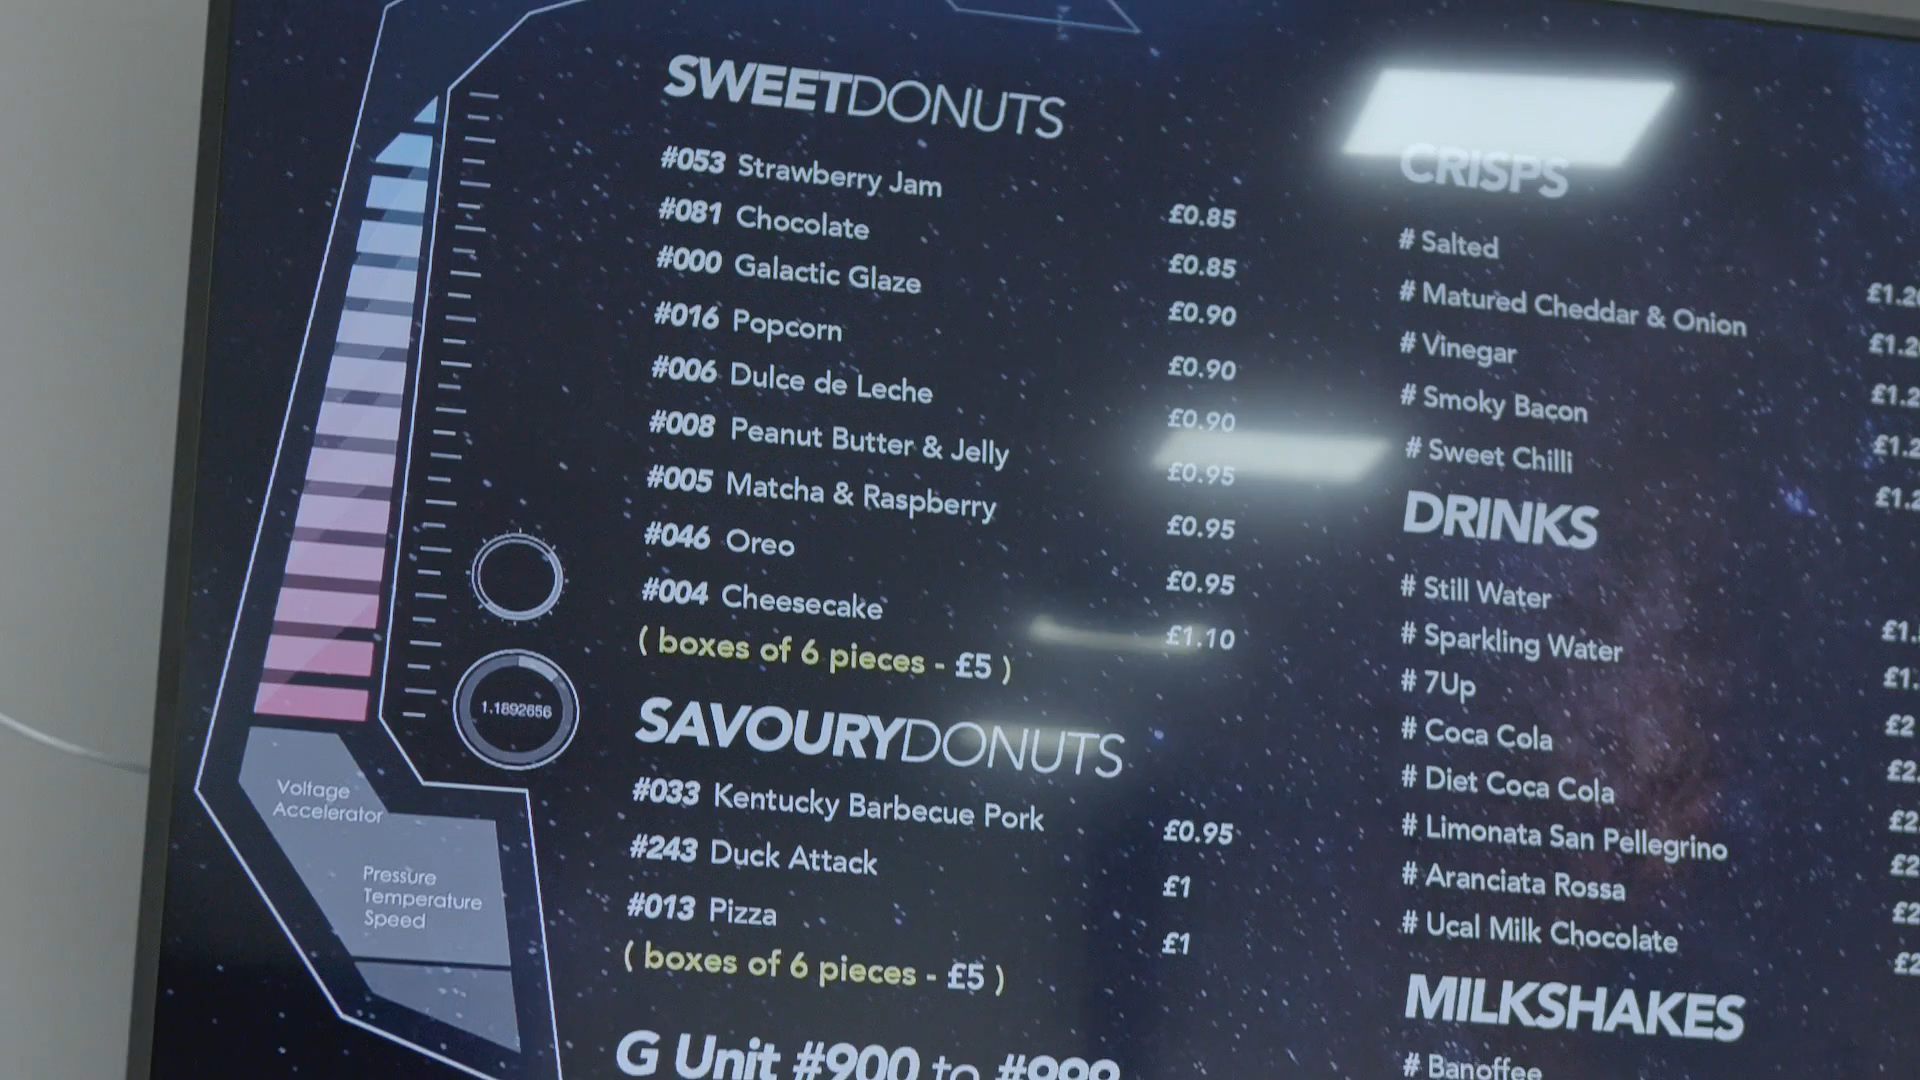 SWEETDONUTS
#053 Strawberry Jam £0.85
#081 Chocolate £0.85
#000 Galactic Glaze £0.90
#016 Popcorn £0.90
#006 Dulce de Leche £0.90
#008 Peanut Butter & Jelly £0.95
#005 Matcha & Raspberry £0.95
#046 Oreo £0.95
#004 Cheesecake £1.10
( boxes of 6 pieces - £5 )
SAVOURYDONUTS
#033 Kentucky Barbecue Pork £0.95
#243 Duck Attack £1
#013 Pizza £1
( boxes of 6 pieces - £5 )
G Unit #900 to #999
CRISPS
# Salted
# Matured Cheddar & Onion
# Vinegar
# Smoky Bacon
# Sweet Chilli
DRINKS
# Still Water
# Sparkling Water
# 7Up £2
# Coca Cola
# Diet Coca Cola
# Limonata San Pellegrino
# Aranciata Rossa
# Ucal Milk Chocolate
MILKSHAKES
# Banoffee
1.1892656
Voltage
Accelerator
Pressure
Temperature
Speed